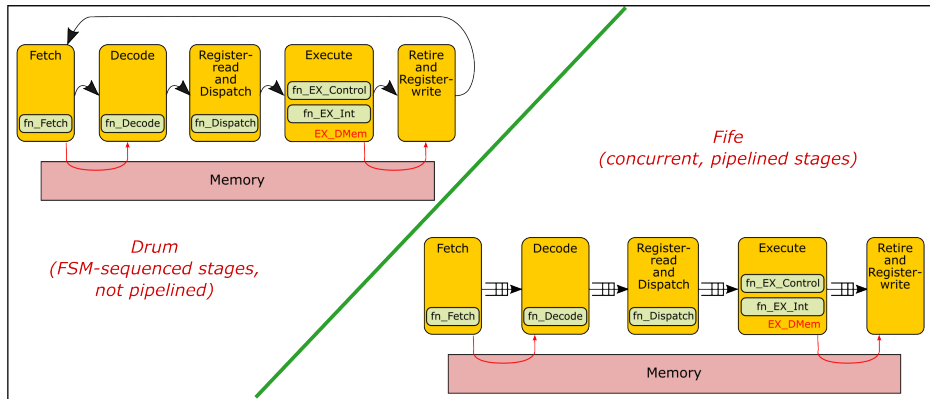 Fetch
Decode
Register-
read and
Dispatch
Execute
Retire
and
Register-
write
fn_Fetch
fn_Decode
fn_Dispatch
fn_EX_Control
fn_EX_Int
EX_DMem
Memory
Drum
(FSM-sequenced stages,
not pipelined)
Fife
(concurrent, pipelined stages)
Fetch
Decode
Register-
read and
Dispatch
Execute
Retire
and
Register-
write
fn_Fetch
fn_Decode
fn_Dispatch
fn_EX_Control
fn_EX_Int
EX_DMem
Memory